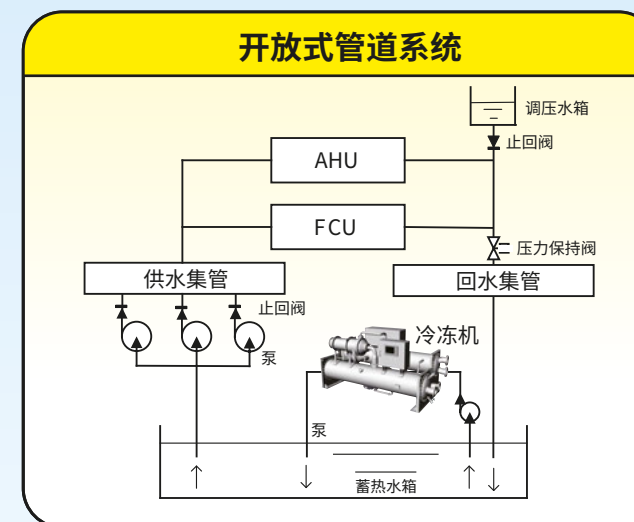 开放式管道系统
调压水箱
止回阀
AHU
FCU
压力保持阀
供水集管
回水集管
止回阀
泵
冷冻机
泵
蓄热水箱